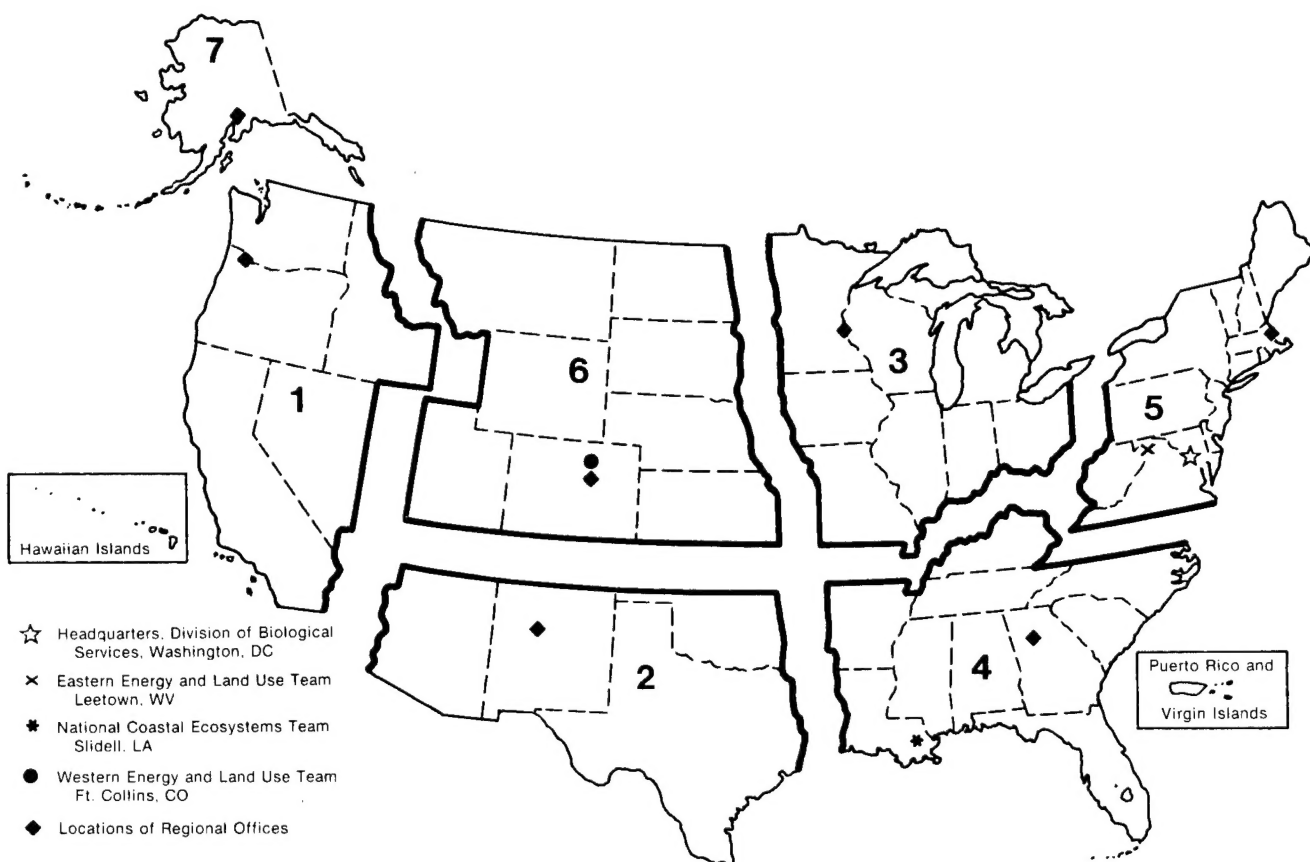 7
1
6
3
5
2
4
Hawaiian Islands
Puerto Rico and
Virgin Islands
Headquarters, Division of Biological
Services, Washington, DC
Eastern Energy and Land Use Team
Leetown, WV
National Coastal Ecosystems Team
Slidell, LA
Western Energy and Land Use Team
Ft. Collins, CO
Locations of Regional Offices